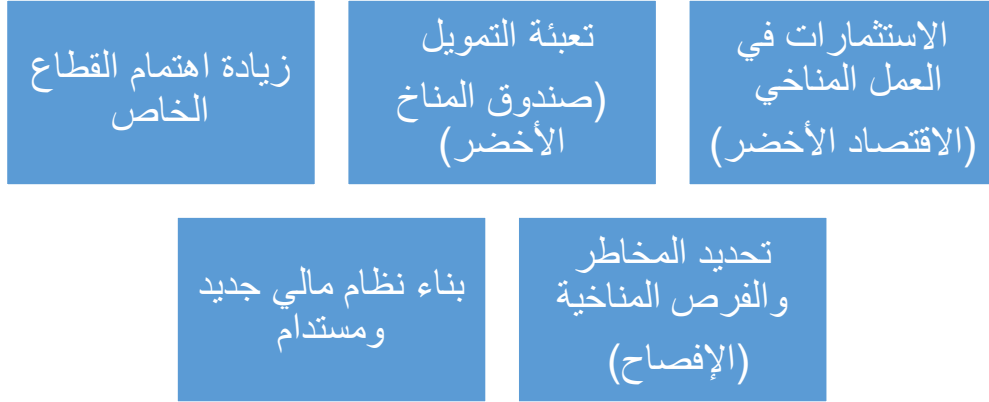 الاستثمارات في
العمل المناخي
(الاقتصاد الأخضر)
تعبئة التمويل
(صندوق المناخ
الأخضر)
زيادة اهتمام القطاع
الخاص
تحديد المخاطر
والفرص المناخية
(الإفصاح)
بناء نظام مالي جديد
ومستدام